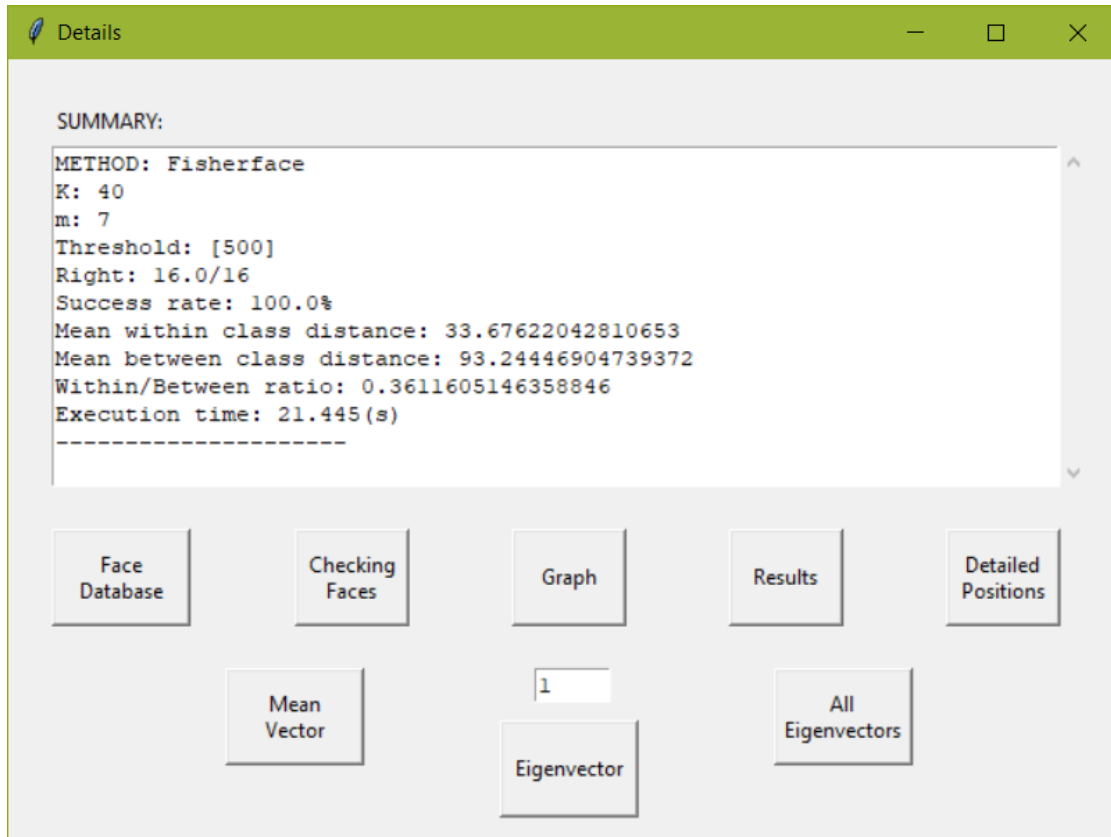 Details
SUMMARY:
METHOD: Fisherface
K: 40
m: 7
Threshold: [500]
Right: 16.0/16
Success rate: 100.0%
Mean within class distance: 33.67622042810653
Mean between class distance: 93.24446904739372
Within/Between ratio: 0.3611605146358846
Execution time: 21.445(s)
---------------------
Face
Database
Checking
Faces
Graph
Results
Detailed
Positions
Mean
Vector
1
Eigenvector
All
Eigenvectors